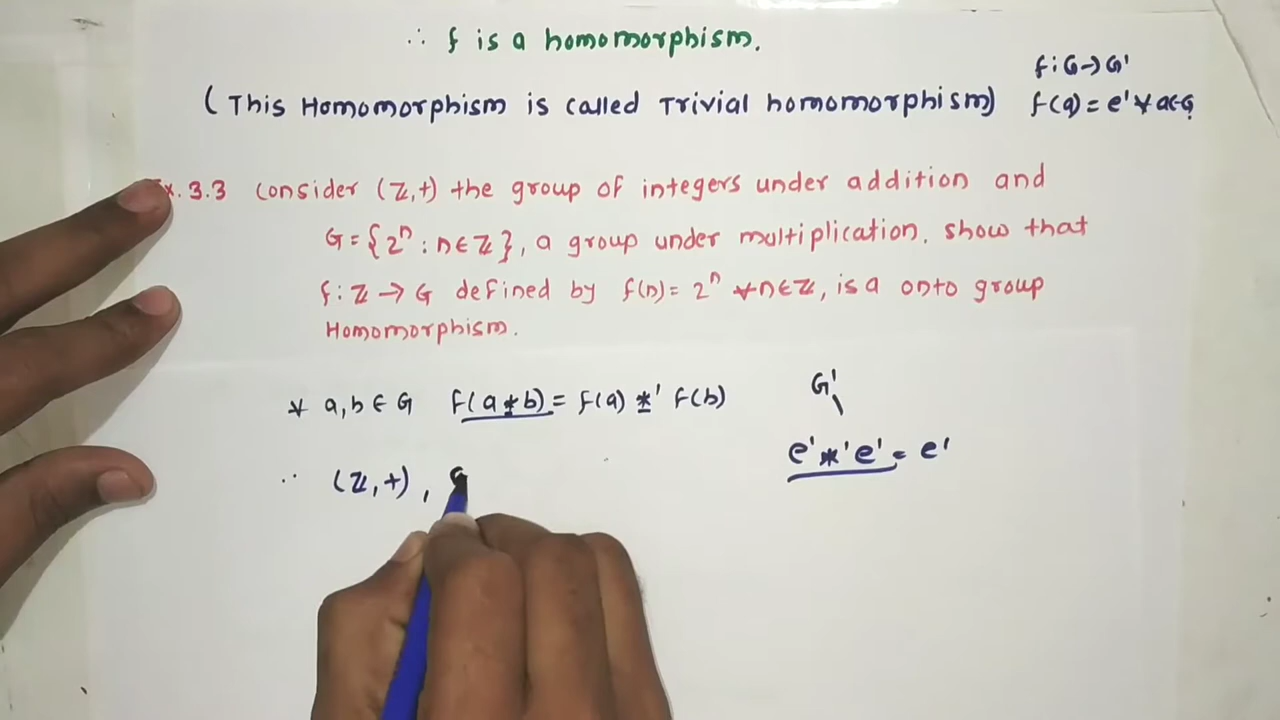 ∴ f is a homomorphism.
f: G → G'
(This Homomorphism is called Trivial homomorphism) f(a) = e' ∀ a ∈ G
Ex. 3.3 consider (ℤ,+) the group of integers under addition and
G = {2ⁿ : n ∈ ℤ}, a group under multiplication. show that
f: ℤ → G defined by f(n) = 2ⁿ ∀ n ∈ ℤ, is a onto group
Homomorphism.
∀ a,b ∈ G f(a * b) = f(a) *' f(b)
G'
e' *' e' = e'
∴ (ℤ,+),